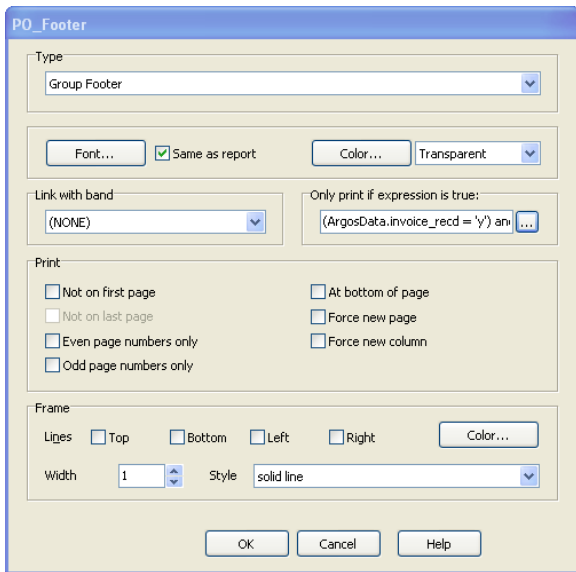 PO_Footer
Type
Group Footer
Font... Same as report Color... Transparent
Link with band Only print if expression is true:
(NONE) (ArgosData.invoice_recd = 'y') an ...
Print
Not on first page At bottom of page
Not on last page Force new page
Even page numbers only Force new column
Odd page numbers only
Frame
Lines Top Bottom Left Right Color...
Width 1 Style solid line
OK Cancel Help